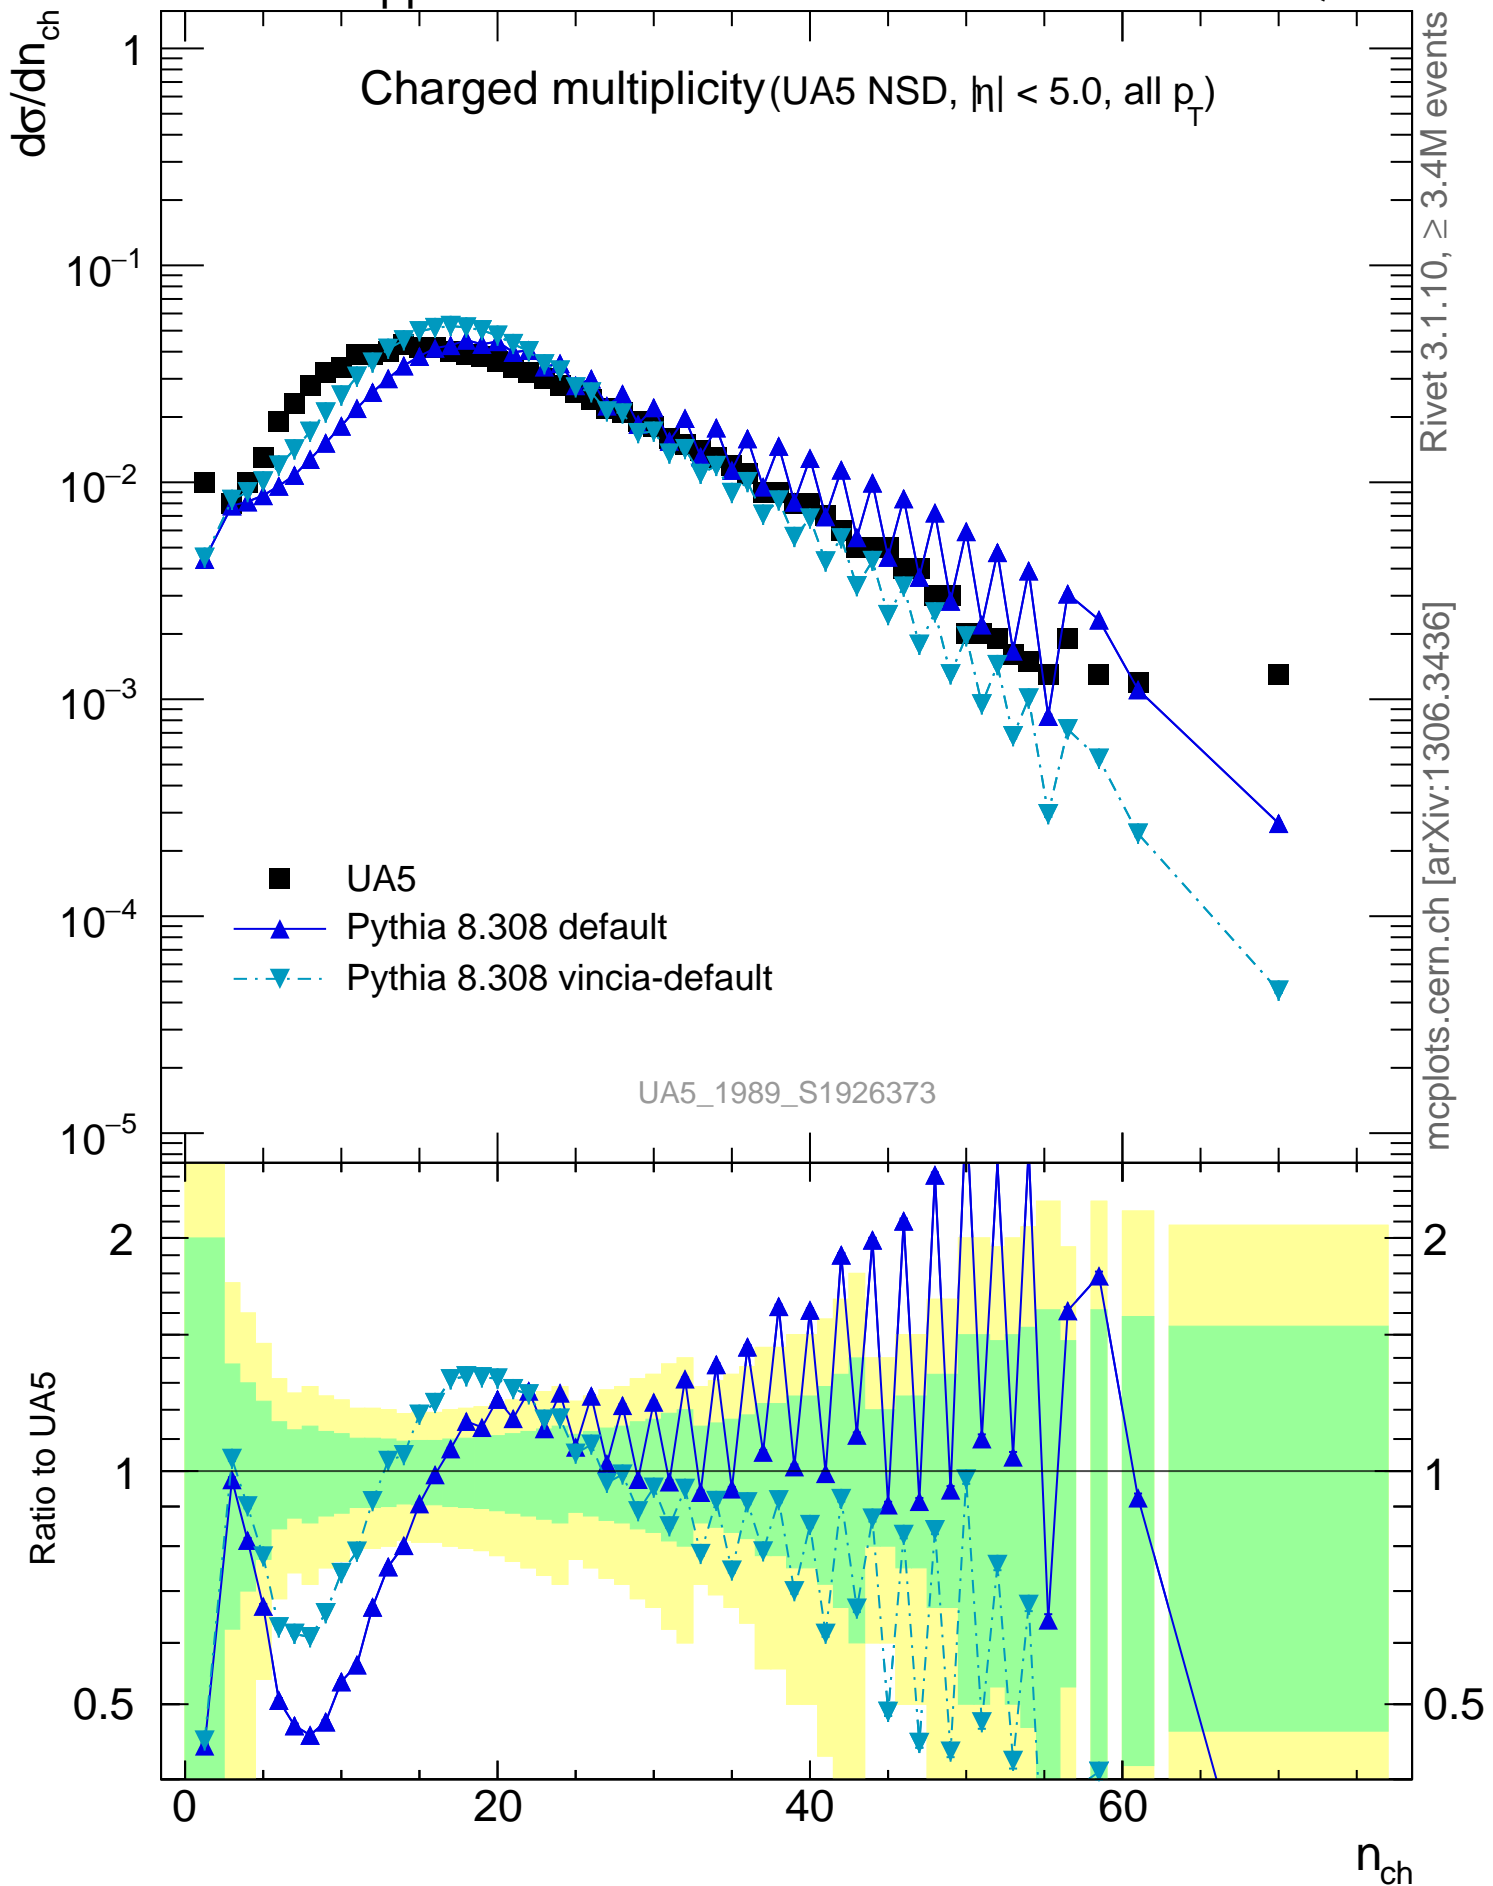 dσ/dn_ch
Charged multiplicity (UA5 NSD, |η| < 5.0, all p_T)
1
10^−1
10^−2
10^−3
10^−4
10^−5
UA5
Pythia 8.308 default
Pythia 8.308 vincia-default
UA5_1989_S1926373
Rivet 3.1.10, ≥ 3.4M events
mcplots.cern.ch [arXiv:1306.3436]
Ratio to UA5
2
1
0.5
2
1
0.5
0 20 40 60
n_ch